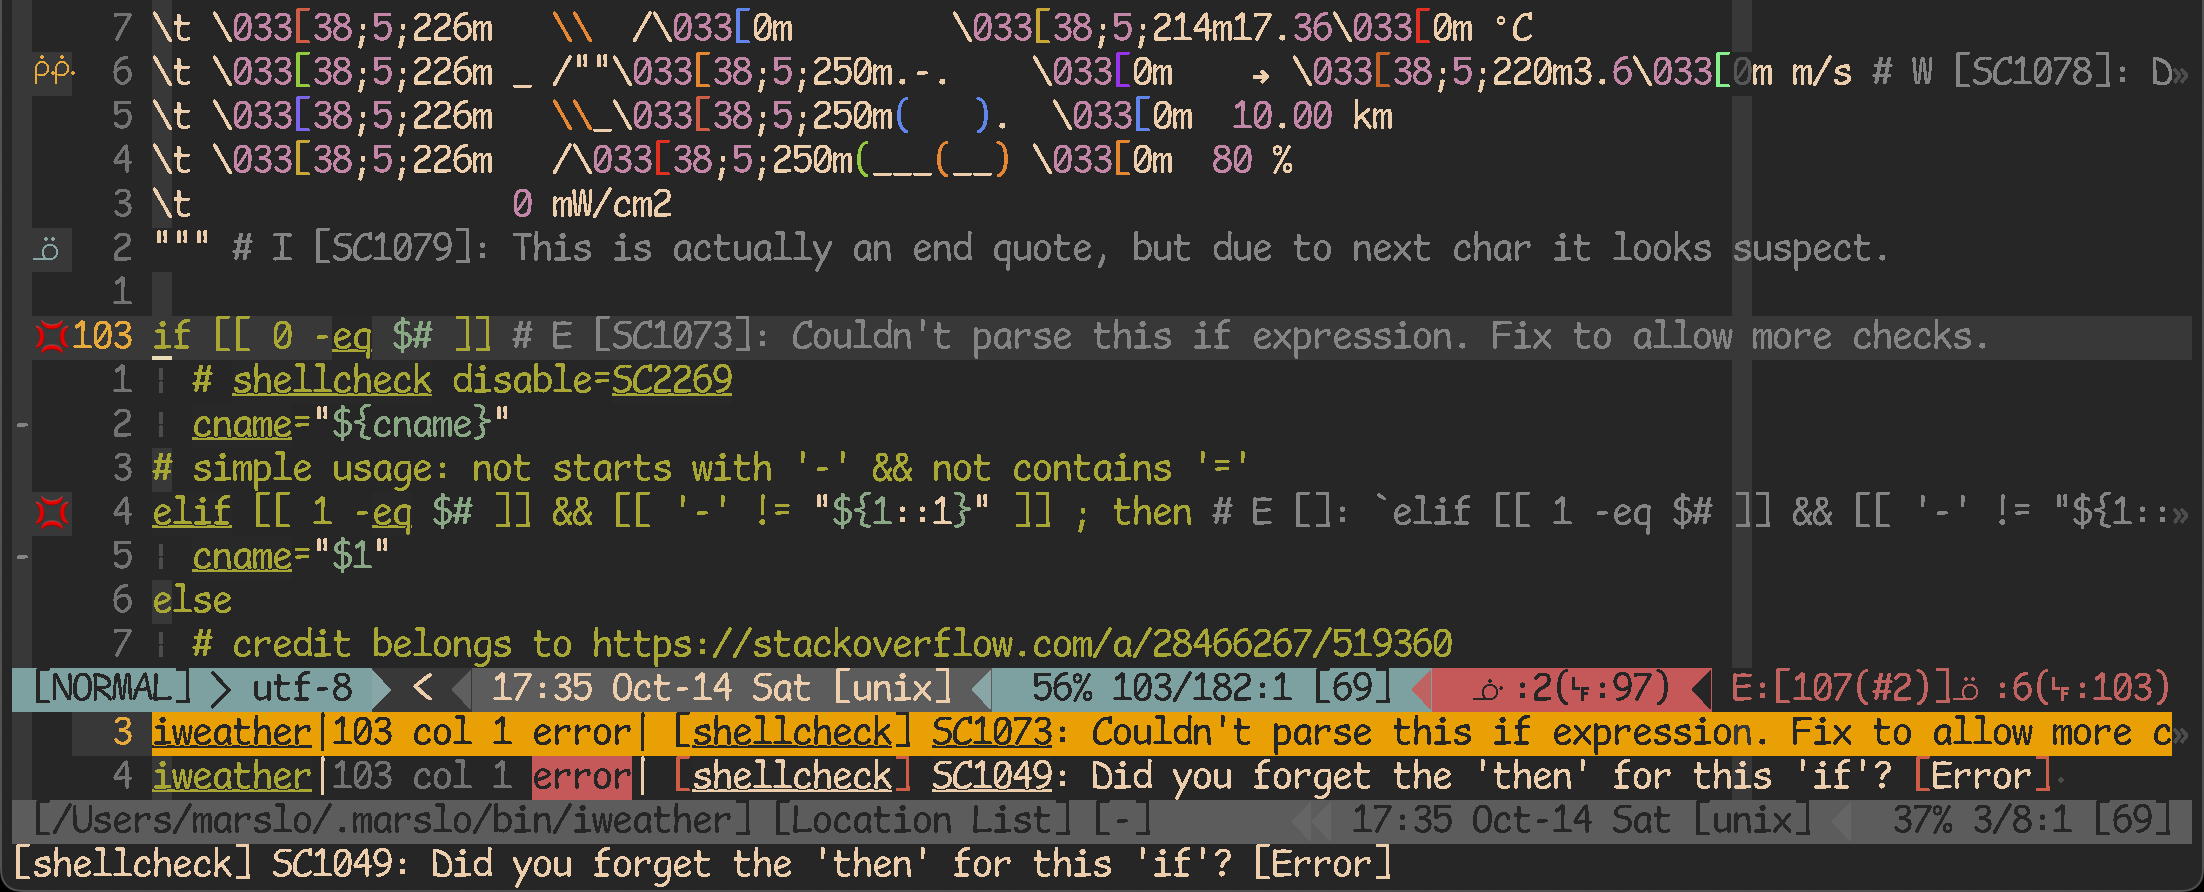 7 \t \033[38;5;226m   \\  /\033[0m        \033[38;5;214m17.36\033[0m °C
6 \t \033[38;5;226m _ /""\033[38;5;250m.-.    \033[0m    → \033[38;5;220m3.6\033[0m m/s # W [SC1078]: D»
5 \t \033[38;5;226m   \\_\033[38;5;250m(   ).  \033[0m  10.00 km
4 \t \033[38;5;226m   /\033[38;5;250m(___(__) \033[0m  80 %
3 \t                0 mW/cm2
2 """ # I [SC1079]: This is actually an end quote, but due to next char it looks suspect.
1
103 if [[ 0 -eq $# ]] # E [SC1073]: Couldn't parse this if expression. Fix to allow more checks.
1 ¦ # shellcheck disable=SC2269
- 2 ¦ cname="${cname}"
3 # simple usage: not starts with '-' && not contains '='
4 elif [[ 1 -eq $# ]] && [[ '-' != "${1::1}" ]] ; then # E []: `elif [[ 1 -eq $# ]] && [[ '-' != "${1::»
- 5 ¦ cname="$1"
6 else
7 ¦ # credit belongs to https://stackoverflow.com/a/28466267/519360
[NORMAL] > utf-8 < 17:35 Oct-14 Sat [unix] 56% 103/182:1 [69] :2(␊:97) E:[107(#2)] :6(␊:103)
3 iweather|103 col 1 error| [shellcheck] SC1073: Couldn't parse this if expression. Fix to allow more c»
4 iweather|103 col 1 error| [shellcheck] SC1049: Did you forget the 'then' for this 'if'? [Error]
[/Users/marslo/.marslo/bin/iweather] [Location List] [-] 17:35 Oct-14 Sat [unix] 37% 3/8:1 [69]
[shellcheck] SC1049: Did you forget the 'then' for this 'if'? [Error]